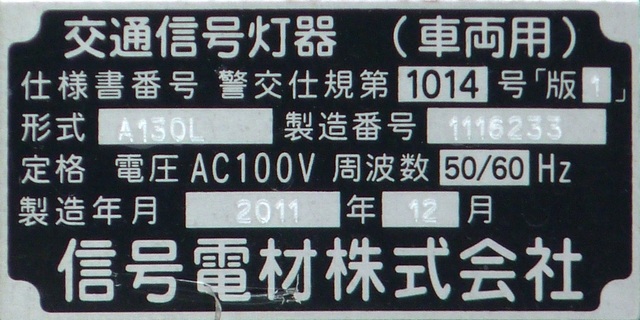 交通信号灯器 (車両用)
仕様書番号 警交仕規第 1014 号「版 1」
形式 A130L 製造番号 1116233
定格 電圧 AC100V 周波数 50/60 Hz
製造年月 2011 年 12 月
信号電材株式会社